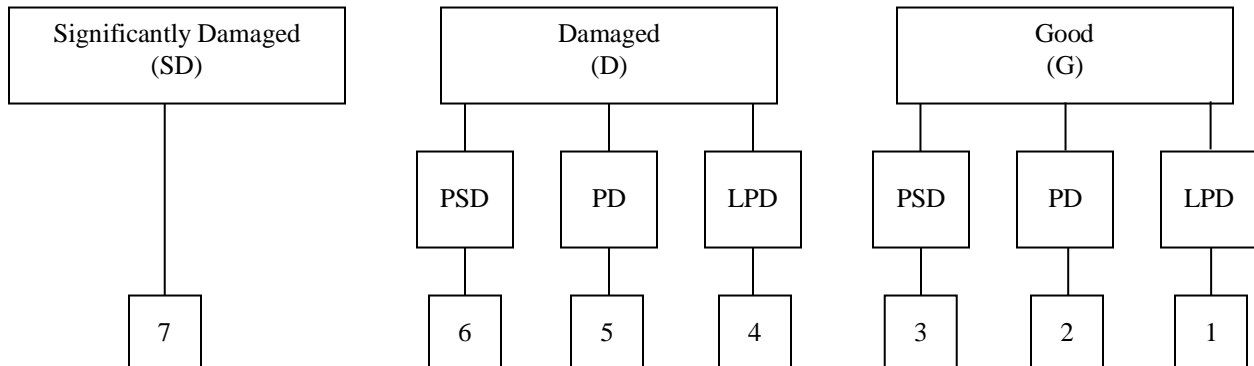 Significantly Damaged
(SD)
Damaged
(D)
Good
(G)
PSD
PD
LPD
PSD
PD
LPD
7
6
5
4
3
2
1